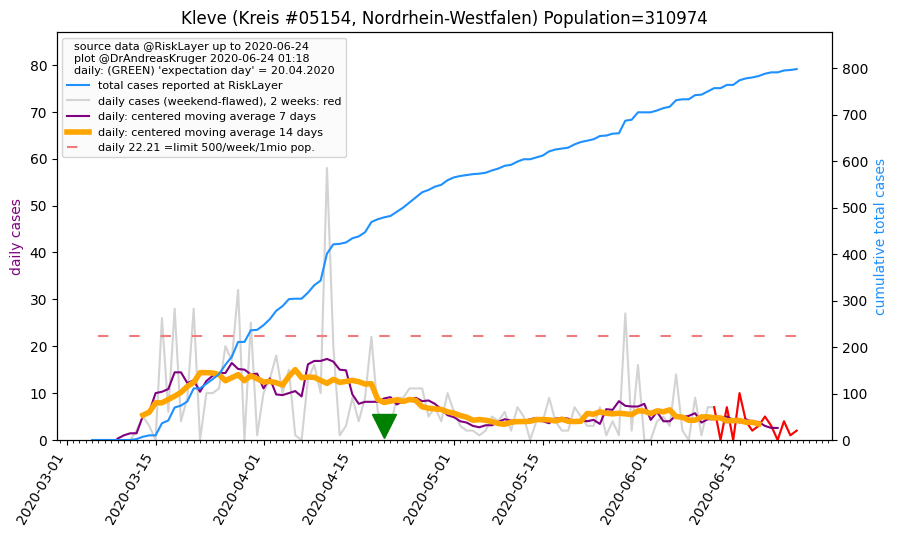 Kleve (Kreis #05154, Nordrhein-Westfalen) Population=310974
source data @RiskLayer up to 2020-06-24
plot @DrAndreasKruger 2020-06-24 01:18
daily: (GREEN) 'expectation day' = 20.04.2020
total cases reported at RiskLayer
daily cases (weekend-flawed), 2 weeks: red
daily: centered moving average 7 days
daily: centered moving average 14 days
daily 22.21 =limit 500/week/1mio pop.
daily cases
80
70
60
50
40
30
20
10
0
800
700
600
500
400
300
200
100
0
cumulative total cases
2020-03-01
2020-03-15
2020-04-01
2020-04-15
2020-05-01
2020-05-15
2020-06-01
2020-06-15